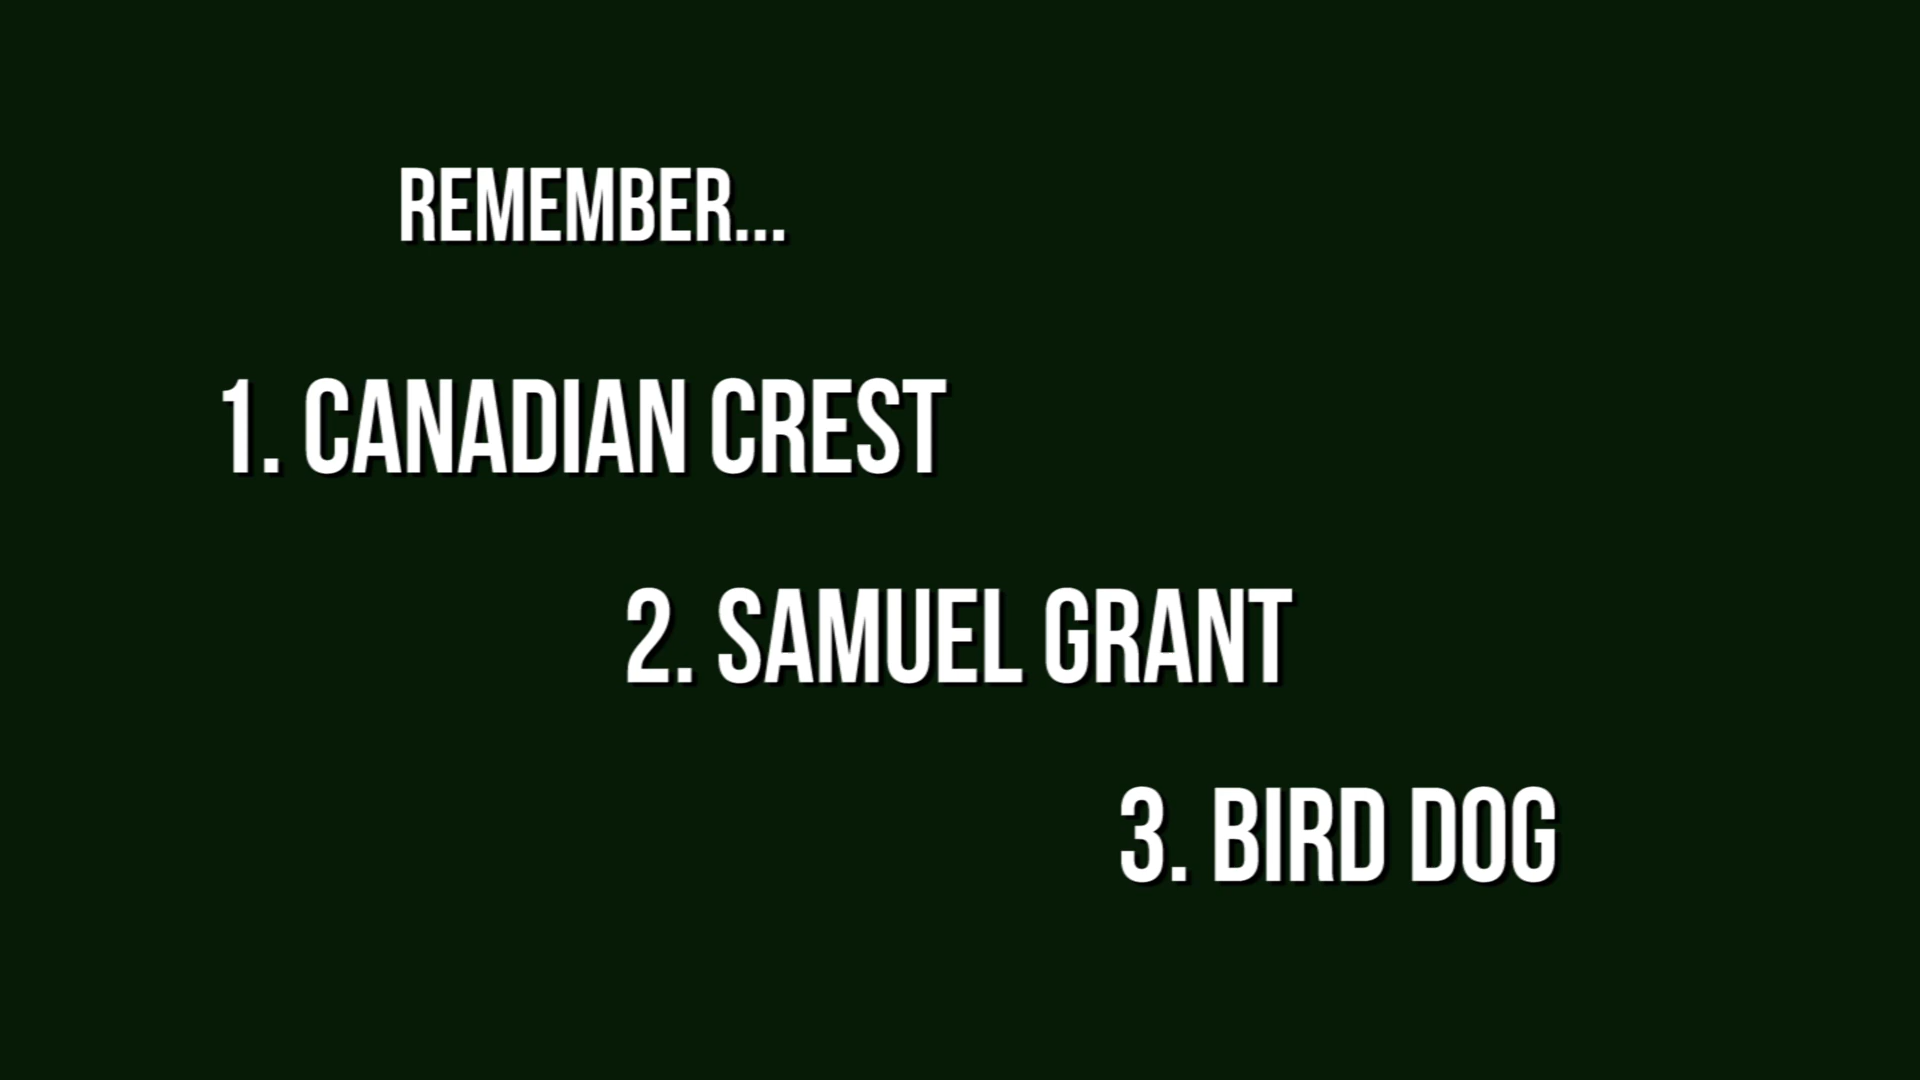 REMEMBER...
1. CANADIAN CREST
2. SAMUEL GRANT
3. BIRD DOG